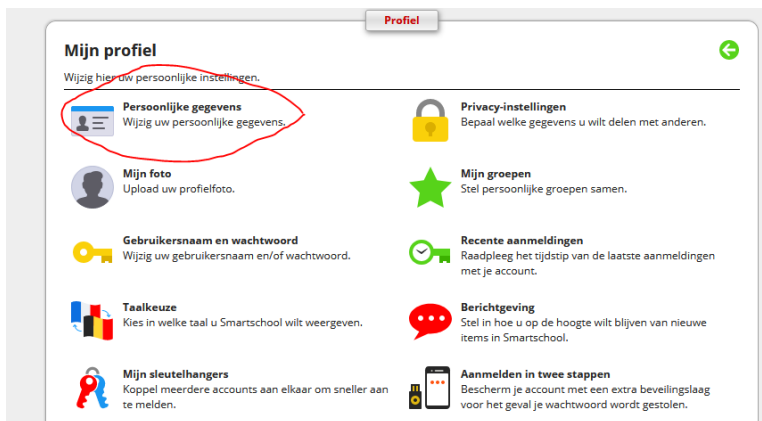 Profiel
Mijn profiel
Wijzig hier uw persoonlijke instellingen.
Persoonlijke gegevens
Wijzig uw persoonlijke gegevens.
Privacy-instellingen
Bepaal welke gegevens u wilt delen met anderen.
Mijn foto
Upload uw profielfoto.
Mijn groepen
Stel persoonlijke groepen samen.
Gebruikersnaam en wachtwoord
Wijzig uw gebruikersnaam en/of wachtwoord.
Recente aanmeldingen
Raadpleeg het tijdstip van de laatste aanmeldingen
met je account.
Taalkeuze
Kies in welke taal u Smartschool wilt weergeven.
Berichtgeving
Stel in hoe u op de hoogte wilt blijven van nieuwe
items in Smartschool.
Mijn sleutelhangers
Koppel meerdere accounts aan elkaar om sneller aan
te melden.
Aanmelden in twee stappen
Bescherm je account met een extra beveilingslaag
voor het geval je wachtwoord wordt gestolen.